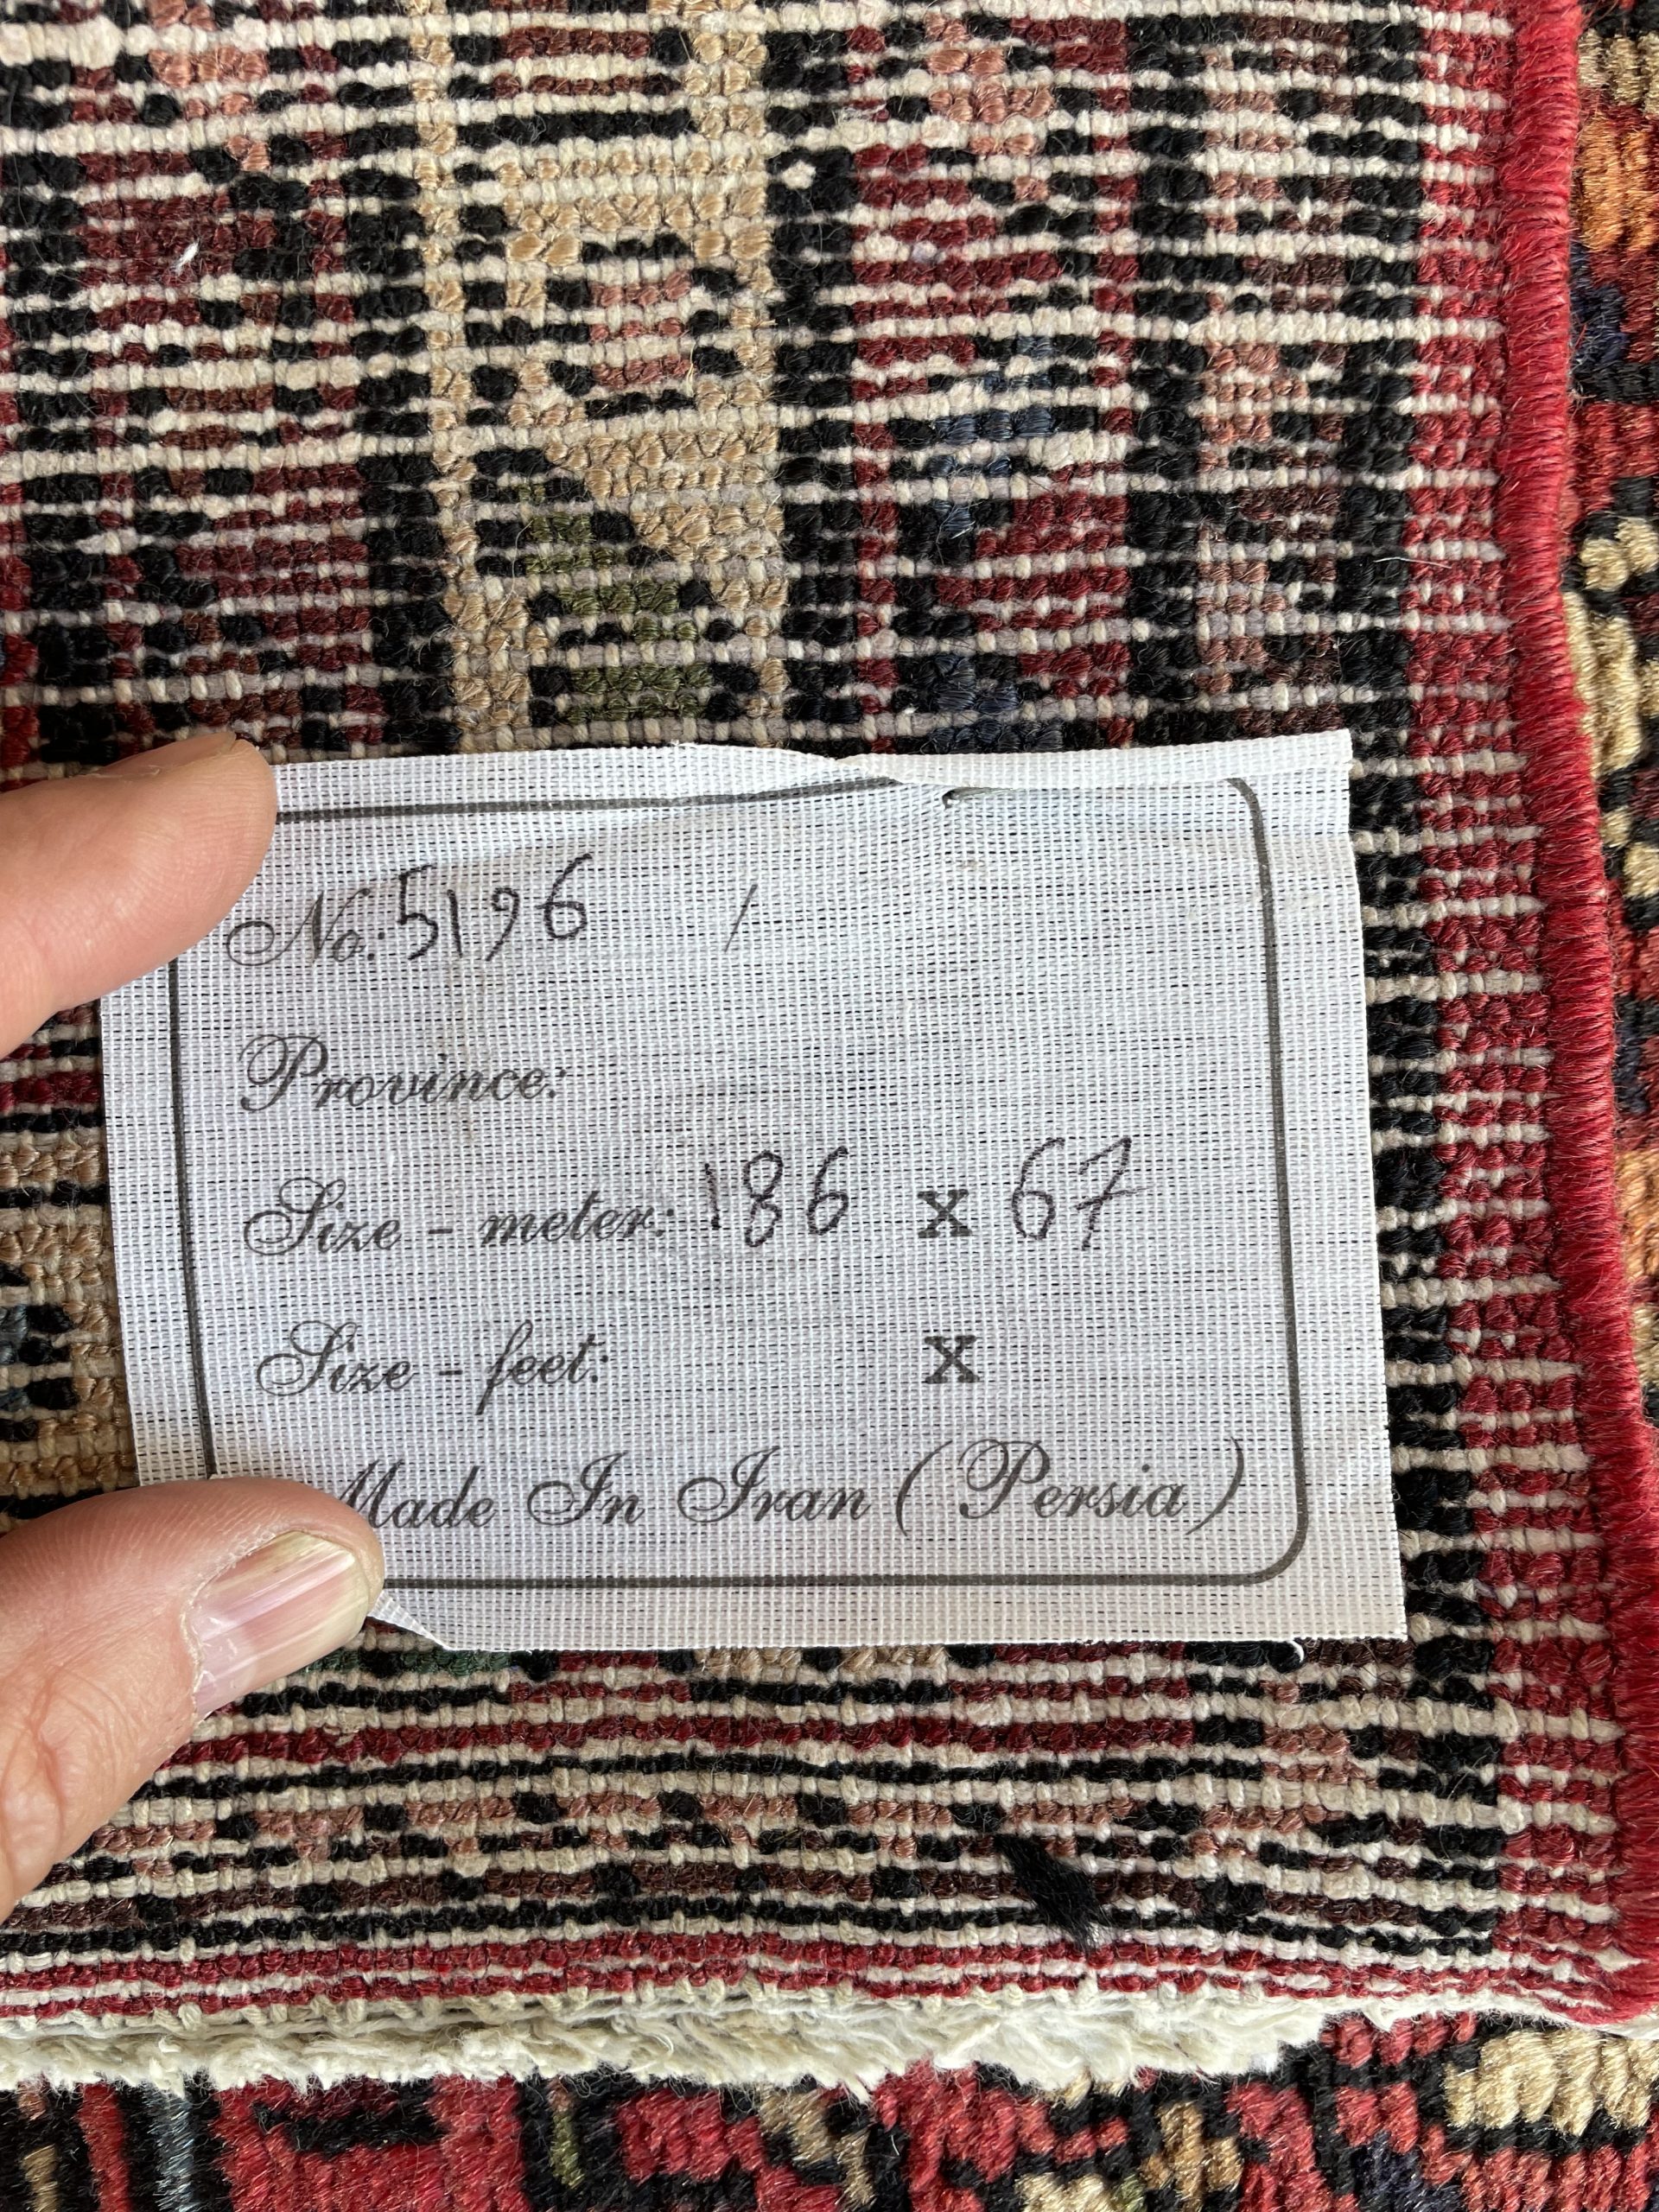 No.: 5196 /
Province:
Size - meter: 186 x 67
Size - feet: x
Made In Iran (Persia)